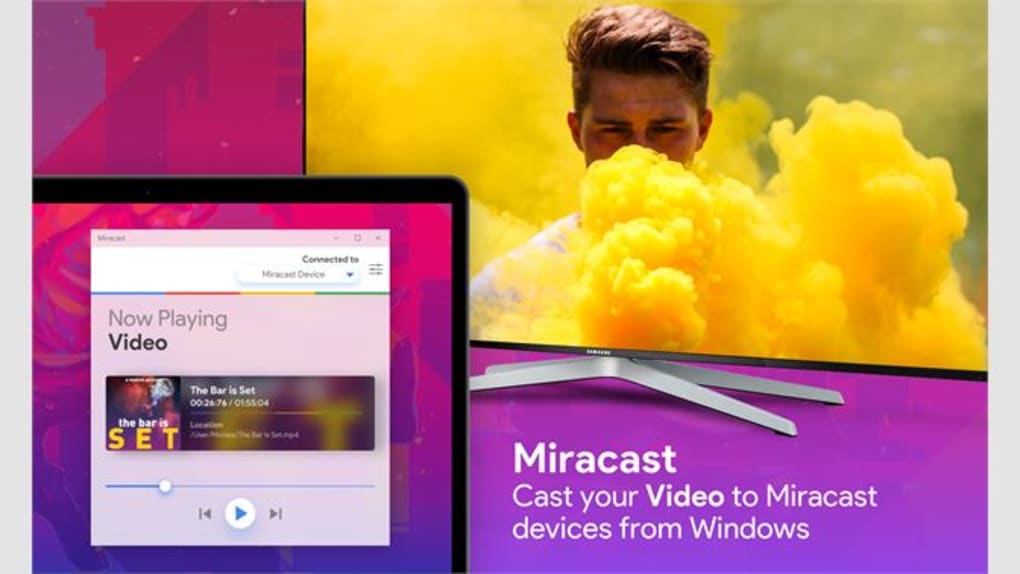 Miracast
Connected to
Miracast Device
Now Playing
Video
The Bar is Set
00:26:76 / 01:55:04
Location
/User/Movies/The Bar is Set.mp4
the bar is
SET
SAMSUNG
Miracast
Cast your Video to Miracast
devices from Windows